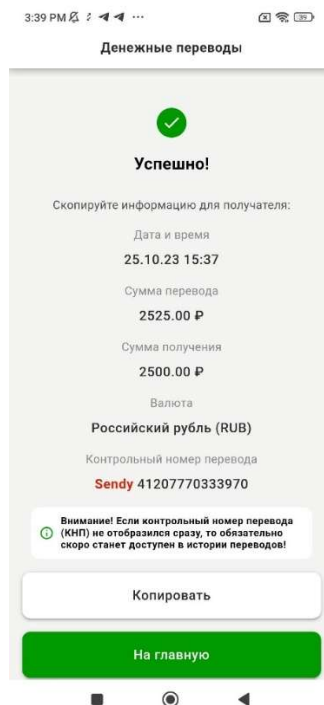 3:39 PM
39
Денежные переводы
Успешно!
Скопируйте информацию для получателя:
Дата и время
25.10.23 15:37
Сумма перевода
2525.00 ₽
Сумма получения
2500.00 ₽
Валюта
Российский рубль (RUB)
Контрольный номер перевода
Sendy 41207770333970
Внимание! Если контрольный номер перевода
(КНП) не отобразился сразу, то обязательно
скоро станет доступен в истории переводов!
Копировать
На главную